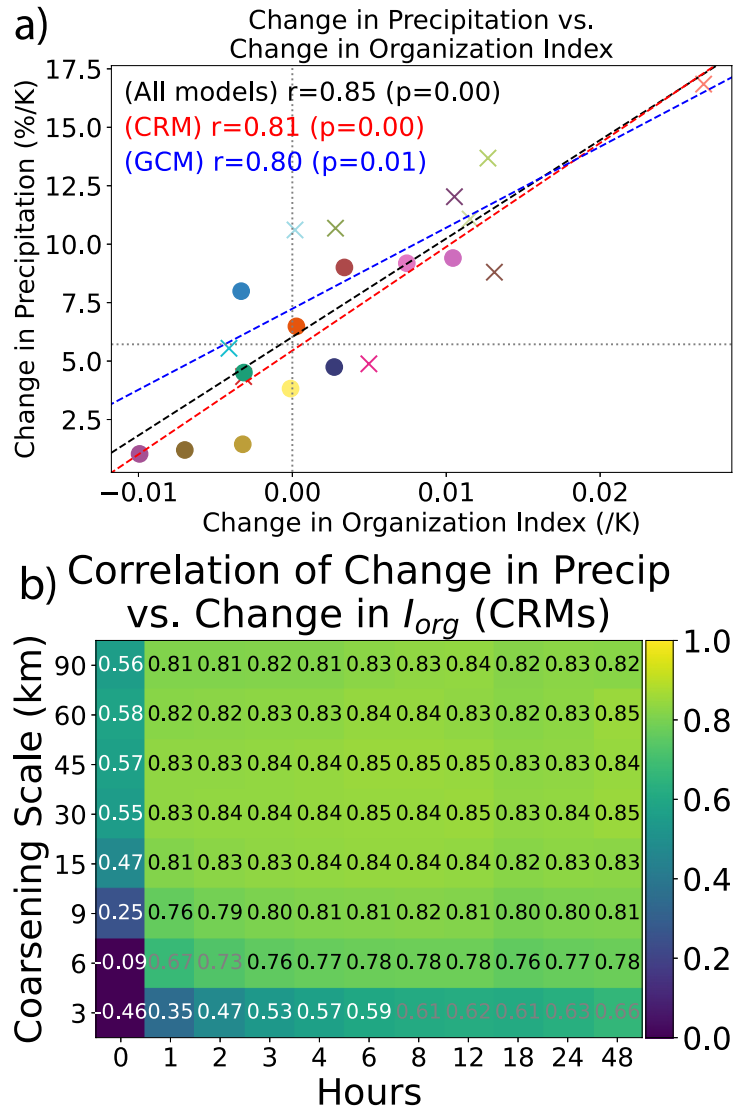 a)
Change in Precipitation vs.
Change in Organization Index
Change in Precipitation (%/K)
17.5
15.0
12.5
10.0
7.5
5.0
2.5
(All models) r=0.85 (p=0.00)
(CRM) r=0.81 (p=0.00)
(GCM) r=0.80 (p=0.01)
−0.01 0.00 0.01 0.02
Change in Organization Index (/K)
b) Correlation of Change in Precip
vs. Change in I_org (CRMs)
Coarsening Scale (km)
90 0.56 0.81 0.81 0.82 0.81 0.83 0.83 0.84 0.82 0.83 0.82
60 0.58 0.82 0.82 0.83 0.83 0.84 0.84 0.83 0.82 0.83 0.85
45 0.57 0.83 0.83 0.84 0.84 0.85 0.85 0.85 0.83 0.83 0.84
30 0.55 0.83 0.84 0.84 0.84 0.85 0.84 0.85 0.83 0.84 0.85
15 0.47 0.81 0.83 0.83 0.84 0.84 0.84 0.84 0.82 0.83 0.83
9 0.25 0.76 0.79 0.80 0.81 0.81 0.82 0.81 0.80 0.80 0.81
6 -0.09 0.67 0.73 0.76 0.77 0.78 0.78 0.78 0.76 0.77 0.78
3 -0.46 0.35 0.47 0.53 0.57 0.59 0.61 0.62 0.61 0.63 0.66
0 1 2 3 4 6 8 12 18 24 48
Hours
1.0
0.8
0.6
0.4
0.2
0.0